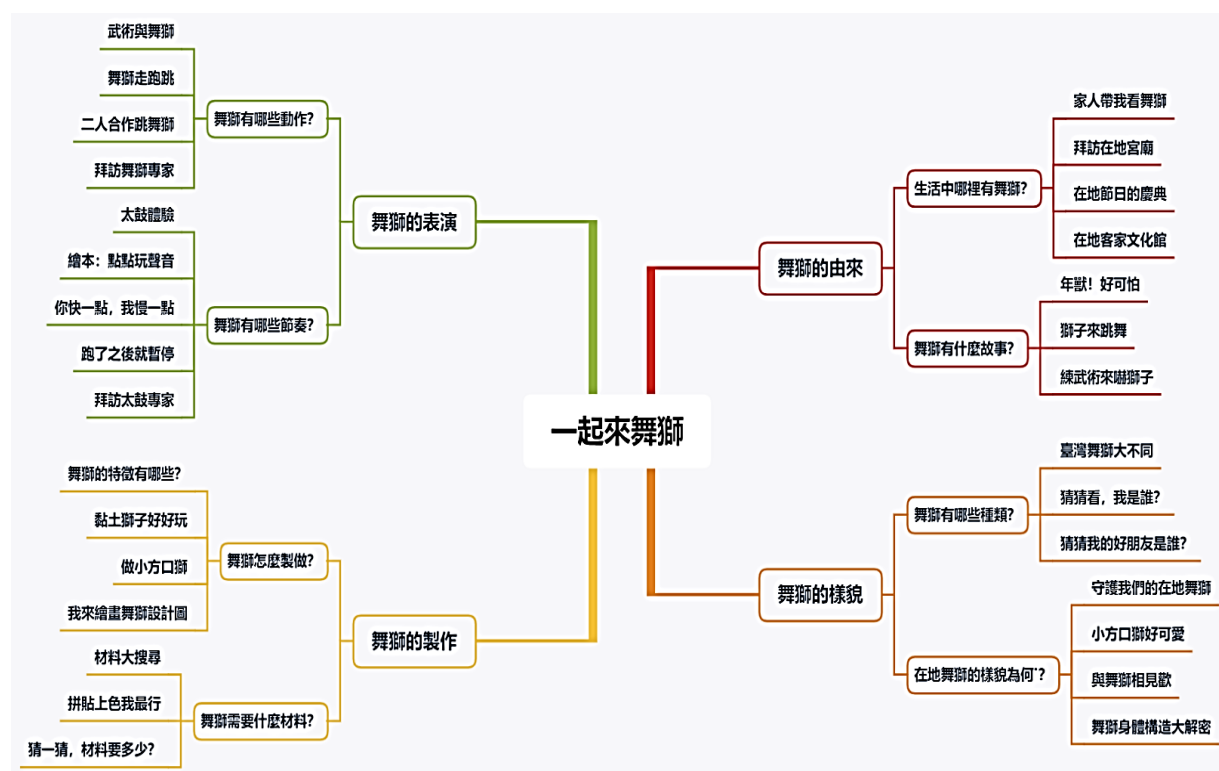 一起來舞獅
舞獅的由來
生活中哪裡有舞獅?
家人帶我看舞獅
拜訪在地宮廟
在地節日的慶典
在地客家文化館
舞獅有什麼故事?
年獸! 好可怕
獅子來跳舞
練武術來嚇獅子
舞獅的樣貌
舞獅有哪些種類?
臺灣舞獅大不同
猜猜看, 我是誰?
猜猜我的好朋友是誰?
在地舞獅的樣貌為何˙?
守護我們的在地舞獅
小方口獅好可愛
與舞獅相見歡
舞獅身體構造大解密
舞獅的表演
舞獅有哪些動作?
武術與舞獅
舞獅走跑跳
二人合作跳舞獅
拜訪舞獅專家
舞獅有哪些節奏?
太鼓體驗
繪本: 點點玩聲音
你快一點, 我慢一點
跑了之後就暫停
拜訪太鼓專家
舞獅的製作
舞獅怎麼製做?
舞獅的特徵有哪些?
黏土獅子好好玩
做小方口獅
我來繪畫舞獅設計圖
舞獅需要什麼材料?
材料大搜尋
拼貼上色我最行
猜一猜, 材料要多少?